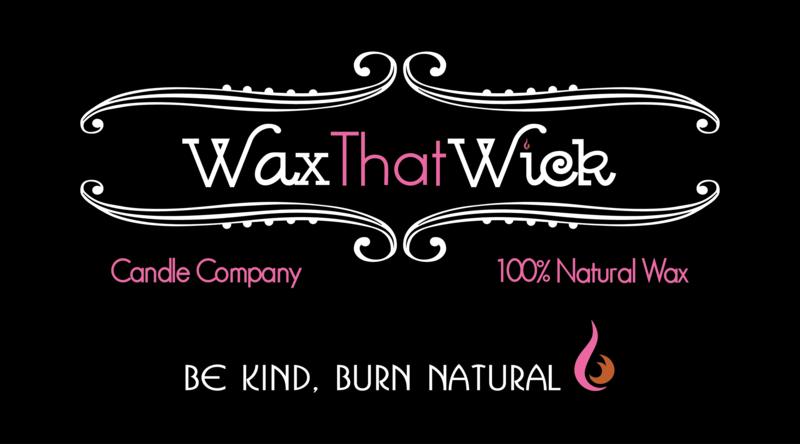 WaxThatWick
Candle Company
100% Natural Wax
BE KIND, BURN NATURAL